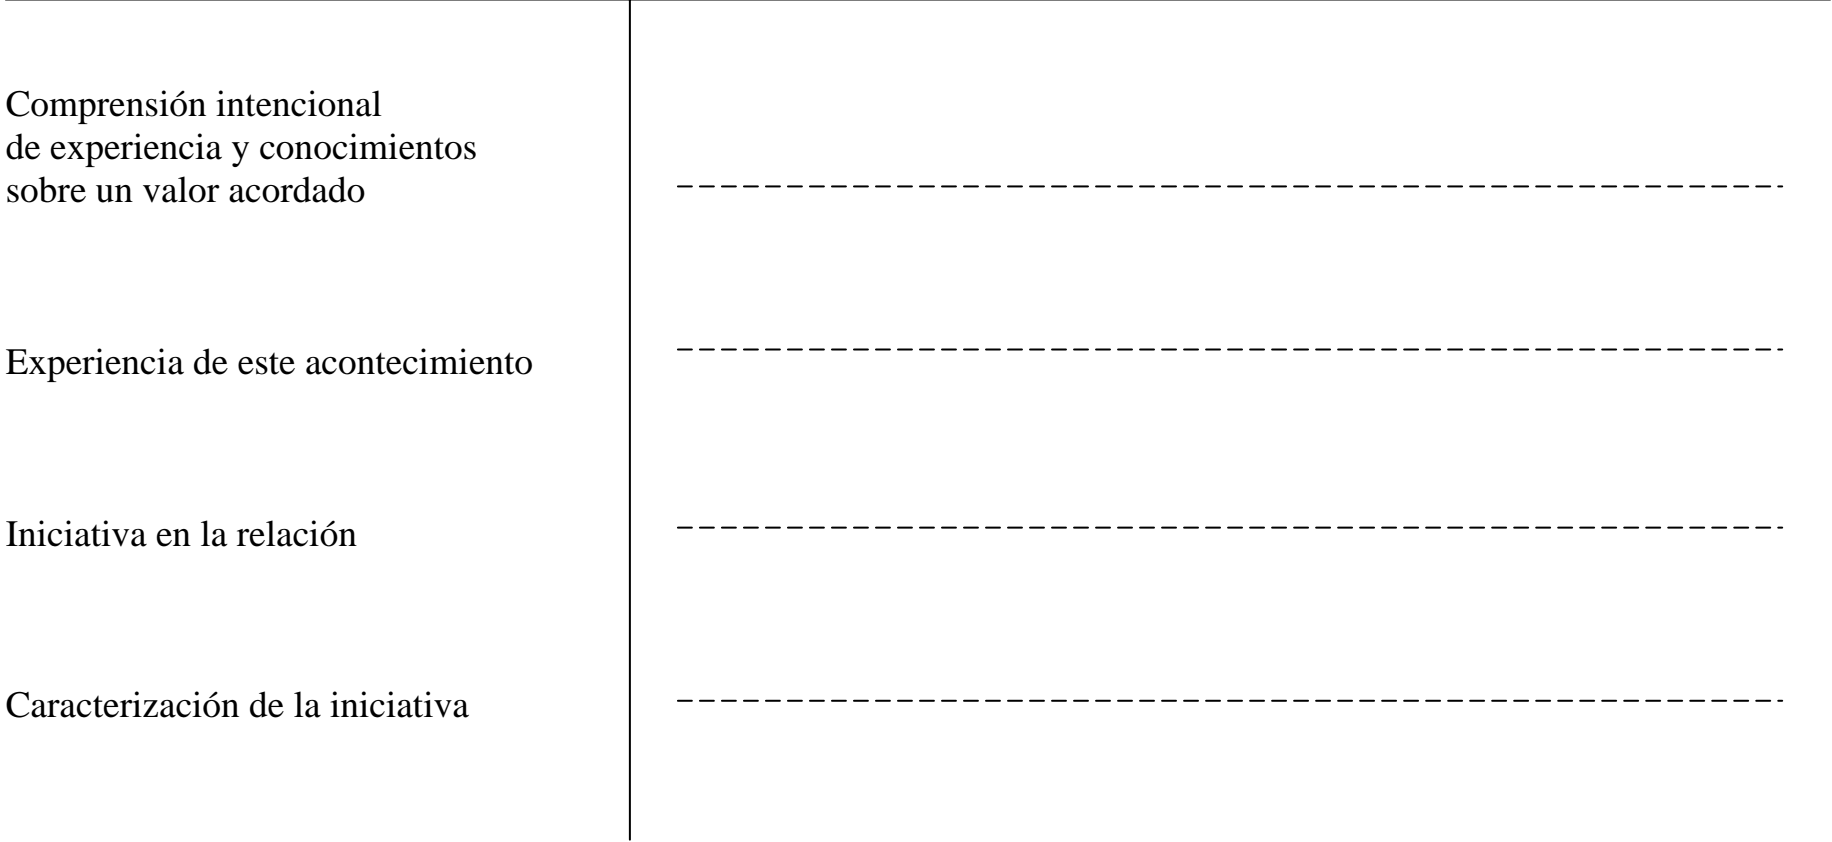 Comprensión intencional
de experiencia y conocimientos
sobre un valor acordado
Experiencia de este acontecimiento
Iniciativa en la relación
Caracterización de la iniciativa